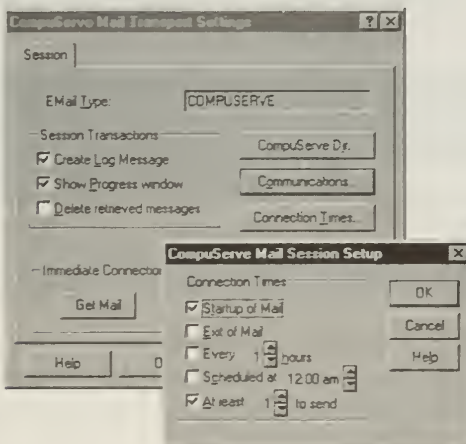 CompuServe Mail Transport Settings
Session
EMail Type: COMPUSERVE
Session Transactions
Create Log Message
Show Progress window
Delete retrieved messages
CompuServe Dir.
Communications...
Connection Times...
Immediate Connection
Get Mail
Help
CompuServe Mail Session Setup
Connection Times
Startup of Mail
Exit of Mail
Every 1 hours
Scheduled at 12:00 am
At least 1 to send
OK
Cancel
Help